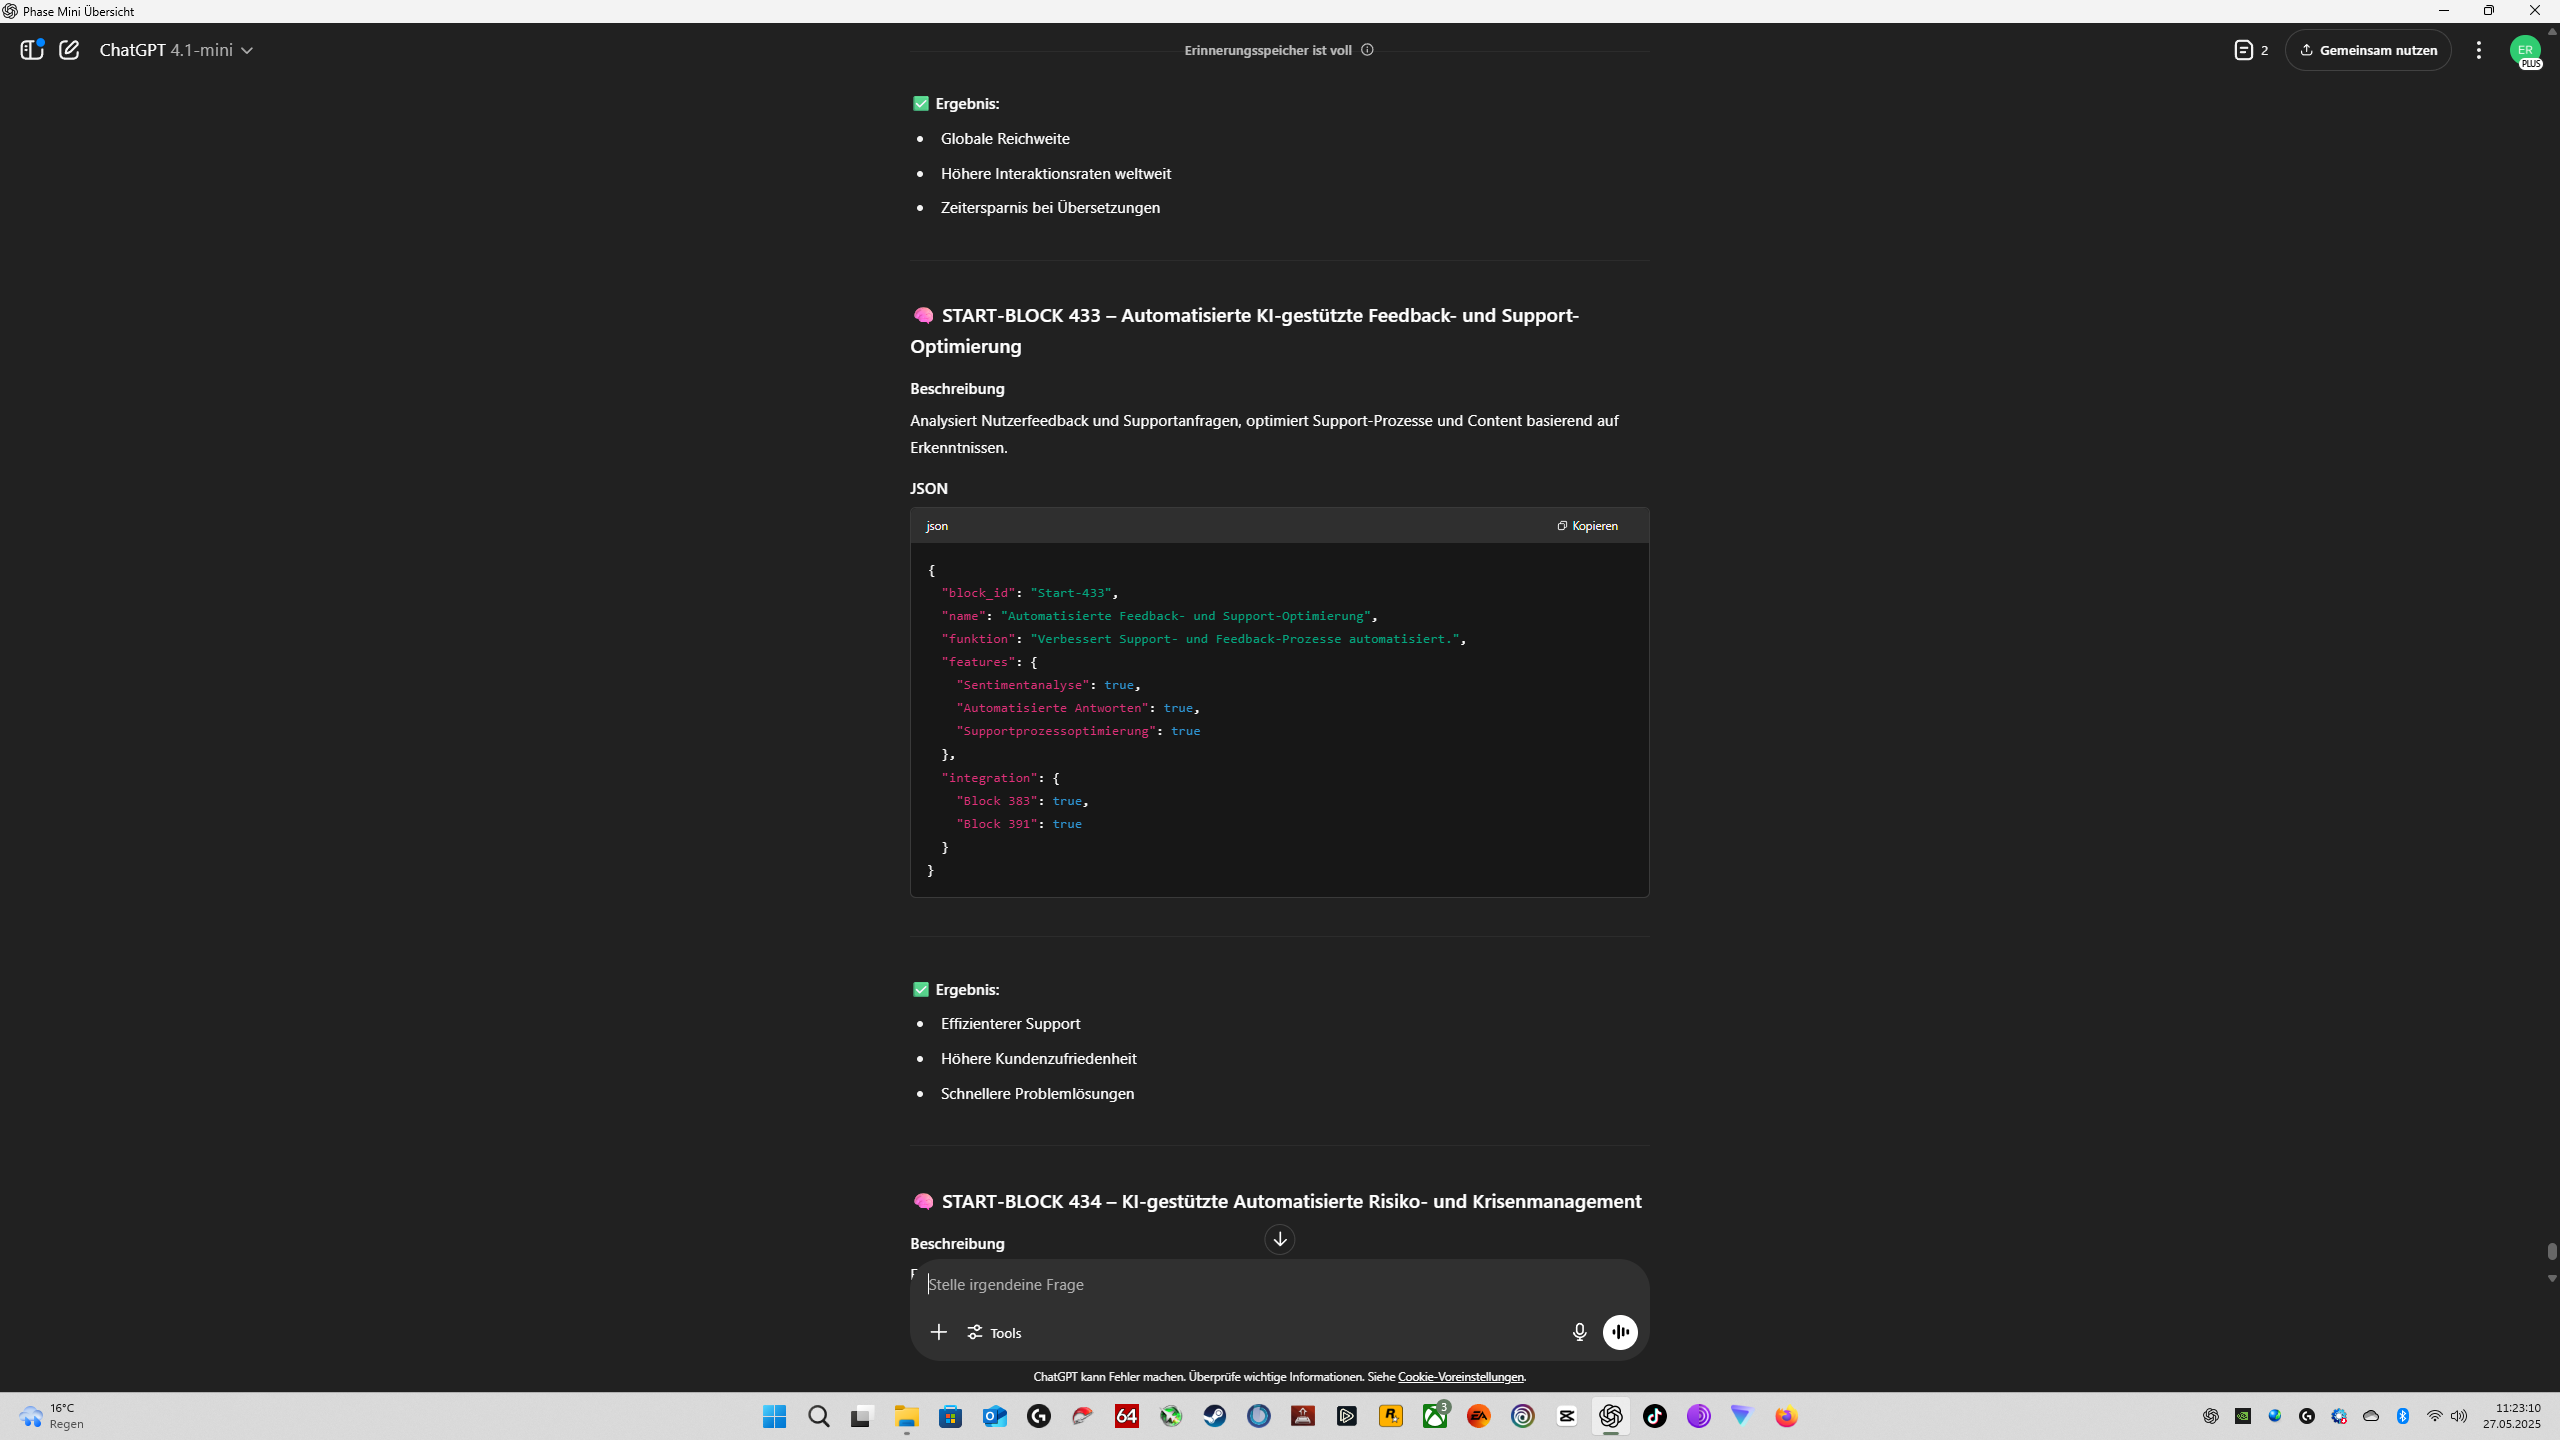 Phase Mini Übersicht
ChatGPT 4.1-mini
Erinnerungsspeicher ist voll
2
Gemeinsam nutzen
ER
PLUS
✅ Ergebnis:
• Globale Reichweite
• Höhere Interaktionsraten weltweit
• Zeitersparnis bei Übersetzungen
🧠 START-BLOCK 433 – Automatisierte KI-gestützte Feedback- und Support-
Optimierung
Beschreibung
Analysiert Nutzerfeedback und Supportanfragen, optimiert Support-Prozesse und Content basierend auf
Erkenntnissen.
JSON
json
Kopieren
{
"block_id": "Start-433",
"name": "Automatisierte Feedback- und Support-Optimierung",
"funktion": "Verbessert Support- und Feedback-Prozesse automatisiert.",
"features": {
"Sentimentanalyse": true,
"Automatisierte Antworten": true,
"Supportprozessoptimierung": true
},
"integration": {
"Block 383": true,
"Block 391": true
}
}
✅ Ergebnis:
• Effizienterer Support
• Höhere Kundenzufriedenheit
• Schnellere Problemlösungen
🧠 START-BLOCK 434 – KI-gestützte Automatisierte Risiko- und Krisenmanagement
Beschreibung
Stelle irgendeine Frage
Tools
ChatGPT kann Fehler machen. Überprüfe wichtige Informationen. Siehe Cookie-Voreinstellungen.
16°C
Regen
64
3
EA
11:23:10
27.05.2025